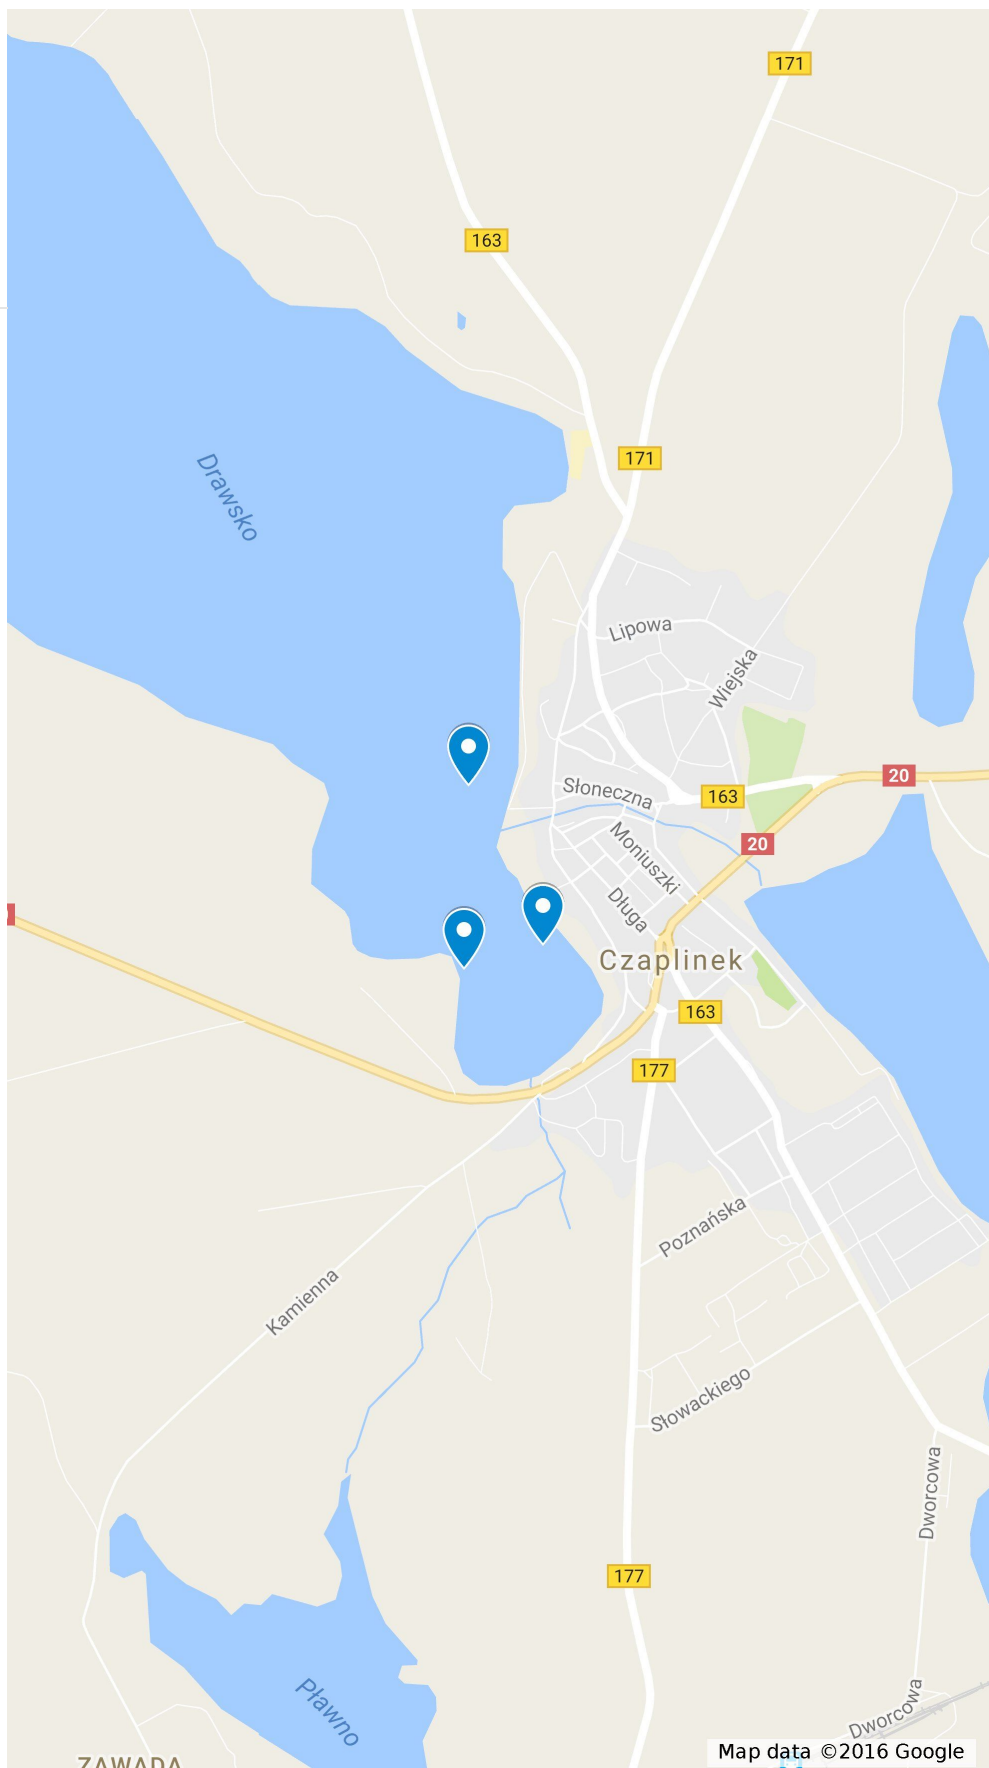 171
163
171
Drawsko
Lipowa
Wiejska
20
Słoneczna
163
20
Moniuszki
Długa
Czaplinek
163
177
Poznańska
Kamienna
Słowackiego
Dworcowa
177
Pławno
Dworcowa
ZAWADA
Map data ©2016 Google